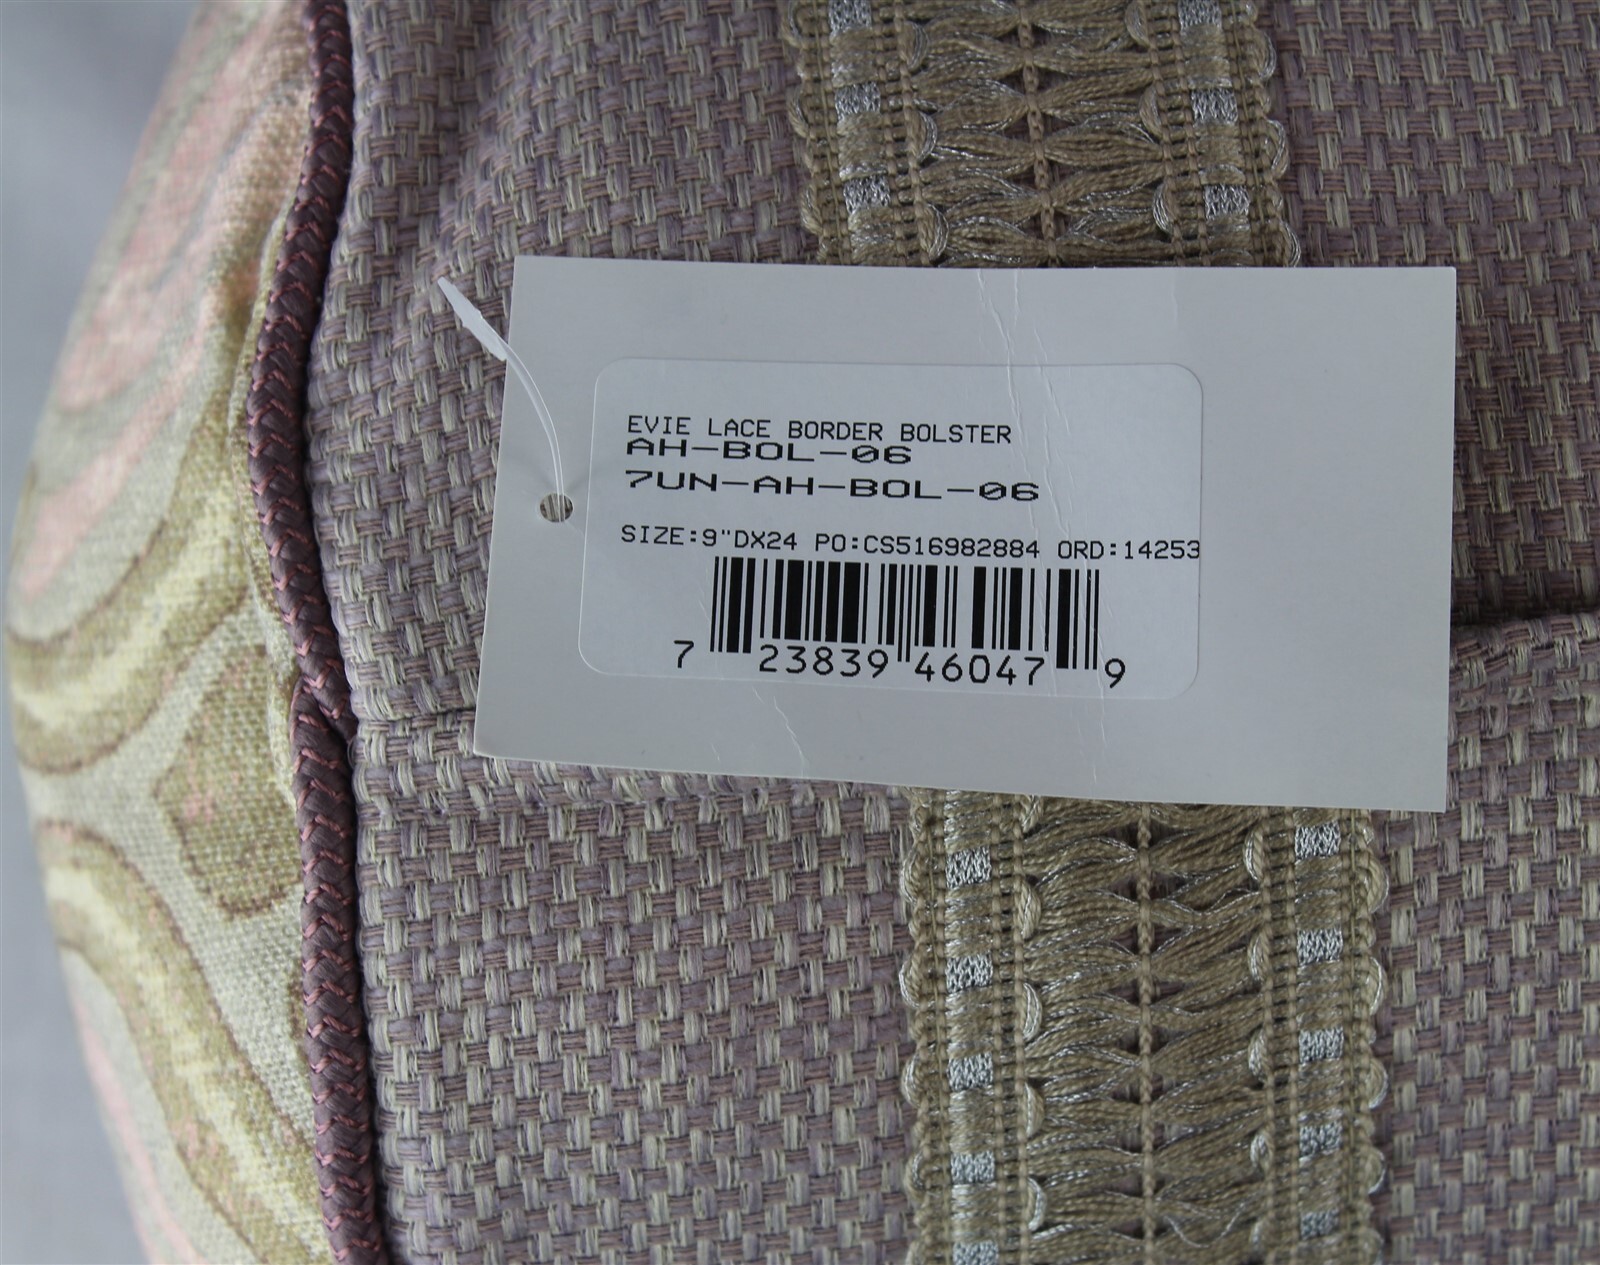 EVIE LACE BORDER BOLSTER
AH-BOL-06
7UN-AH-BOL-06
SIZE:9"DX24 PO:CS516982884 ORD:14253
7 23839 46047 9